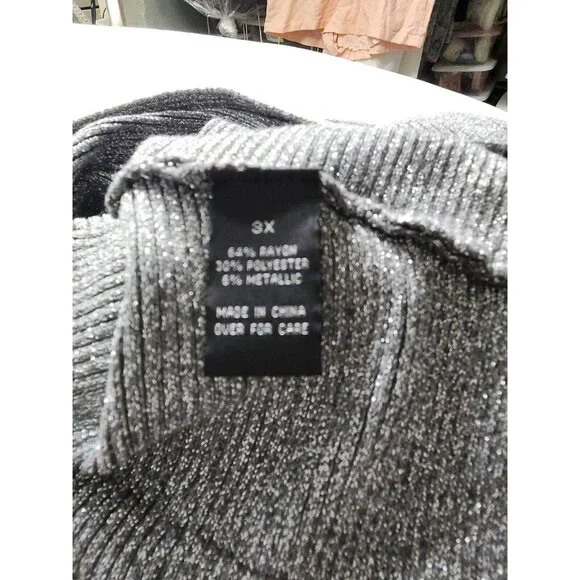 3X
64% RAYON
30% POLYESTER
6% METALLIC
MADE IN CHINA
OVER FOR CARE